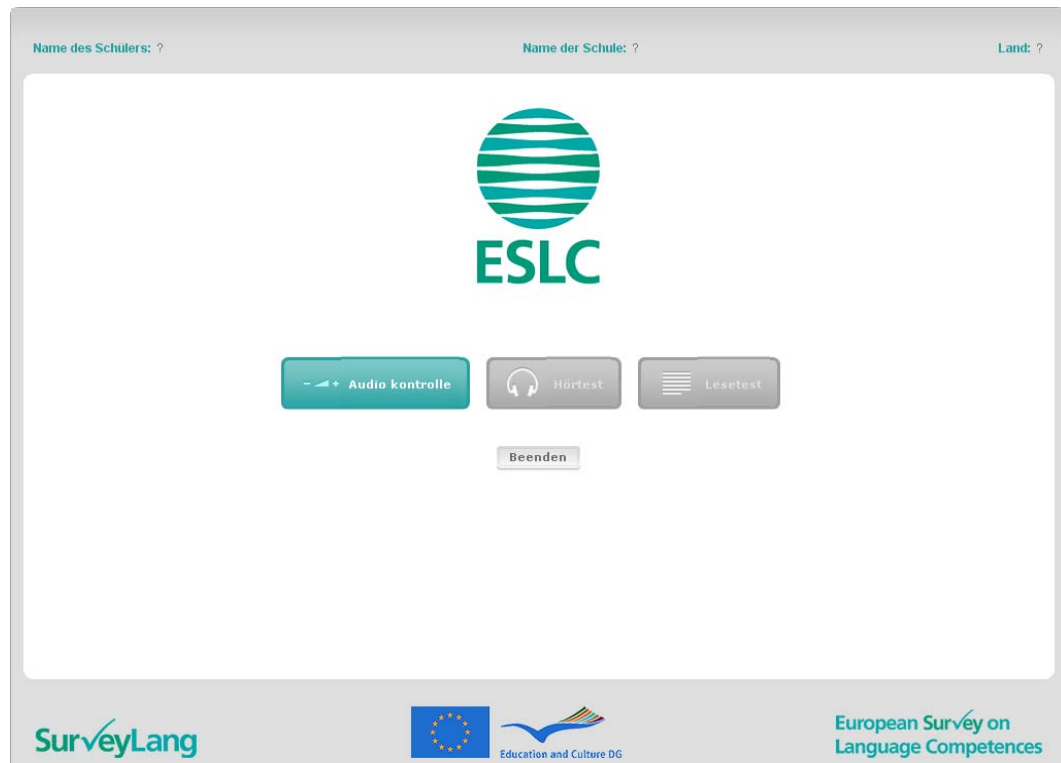 Name des Schülers: ? Name der Schule: ? Land: ?
ESLC
- + Audio kontrolle Hörtest Lesetest
Beenden
SurveyLang
Education and Culture DG
European Survey on
Language Competences